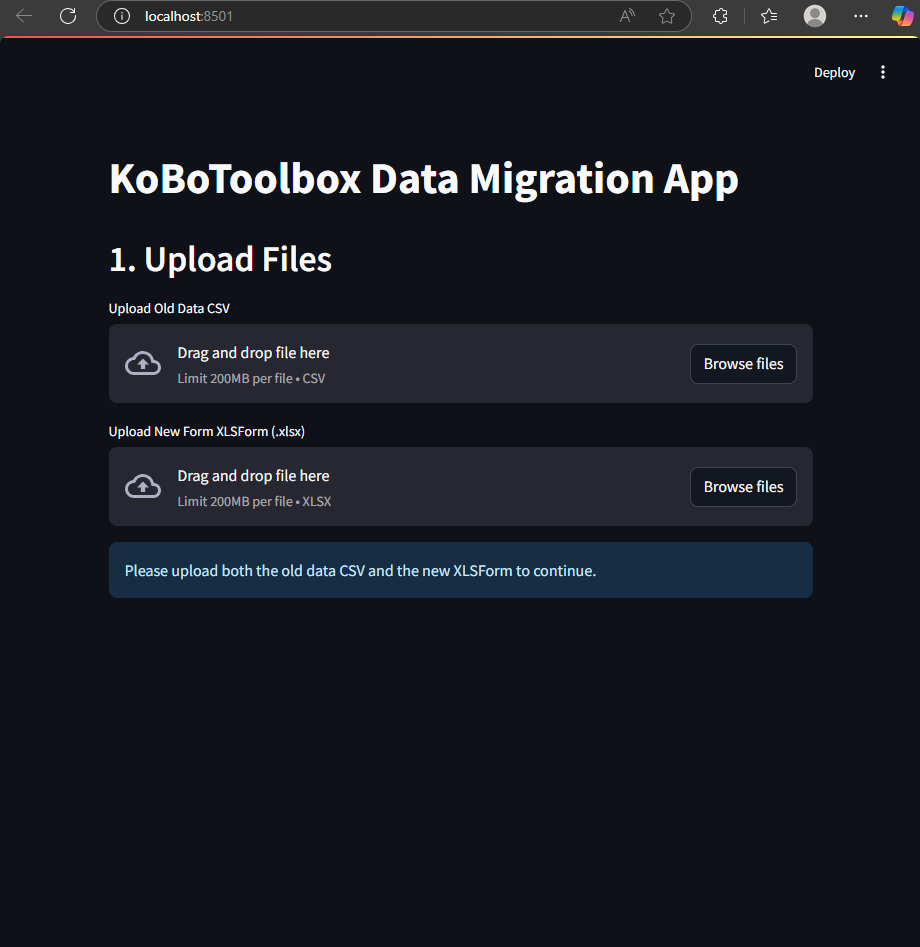 localhost:8501
Deploy
KoBoToolbox Data Migration App
1. Upload Files
Upload Old Data CSV
Drag and drop file here
Limit 200MB per file • CSV
Browse files
Upload New Form XLSForm (.xlsx)
Drag and drop file here
Limit 200MB per file • XLSX
Browse files
Please upload both the old data CSV and the new XLSForm to continue.